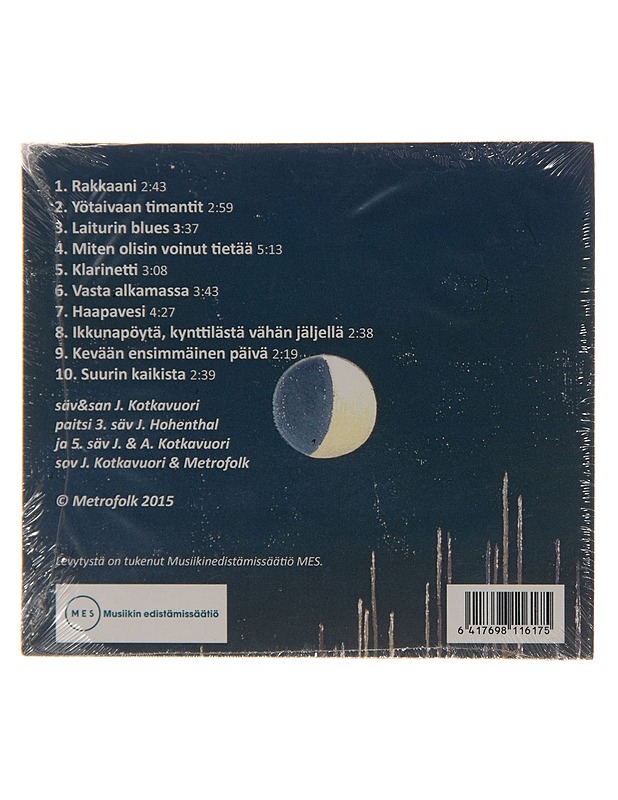 1. Rakkaani 2:43
2. Yötaivaan timantit 2:59
3. Laiturin blues 3:37
4. Miten olisin voinut tietää 5:13
5. Klarinetti 3:08
6. Vasta alkamassa 3:43
7. Haapavesi 4:27
8. Ikkunapöytä, kynttilästä vähän jäljellä 2:38
9. Kevään ensimmäinen päivä 2:19
10. Suurin kaikista 2:39
säv&san J. Kotkavuori
paitsi 3. säv J. Hohenthal
ja 5. säv J. & A. Kotkavuori
sov J. Kotkavuori & Metrofolk
© Metrofolk 2015
Levytystä on tukenut Musiikinedistämissäätiö MES.
MES Musiikin edistämissäätiö
6 417698 116175